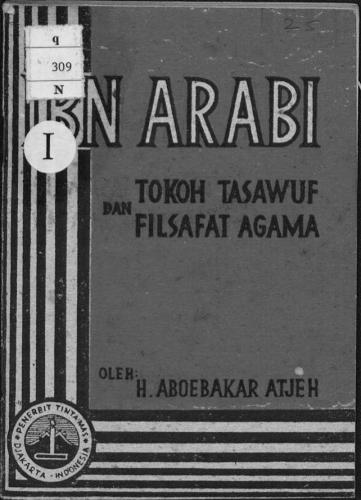 25
q
309
N
I
IBN ARABI
TOKOH TASAWUF
DAN
FILSAFAT AGAMA
OLEH:
H. ABOEBAKAR ATJEH
PENERBIT TINTAMAS
DJAKARTA - INDONESIA